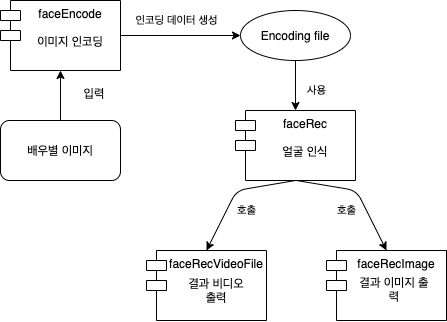 faceEncode
이미지 인코딩
인코딩 데이터 생성
Encoding file
입력
사용
배우별 이미지
faceRec
얼굴 인식
호출
호출
faceRecVideoFile
결과 비디오
출력
faceRecImage
결과 이미지 출
력